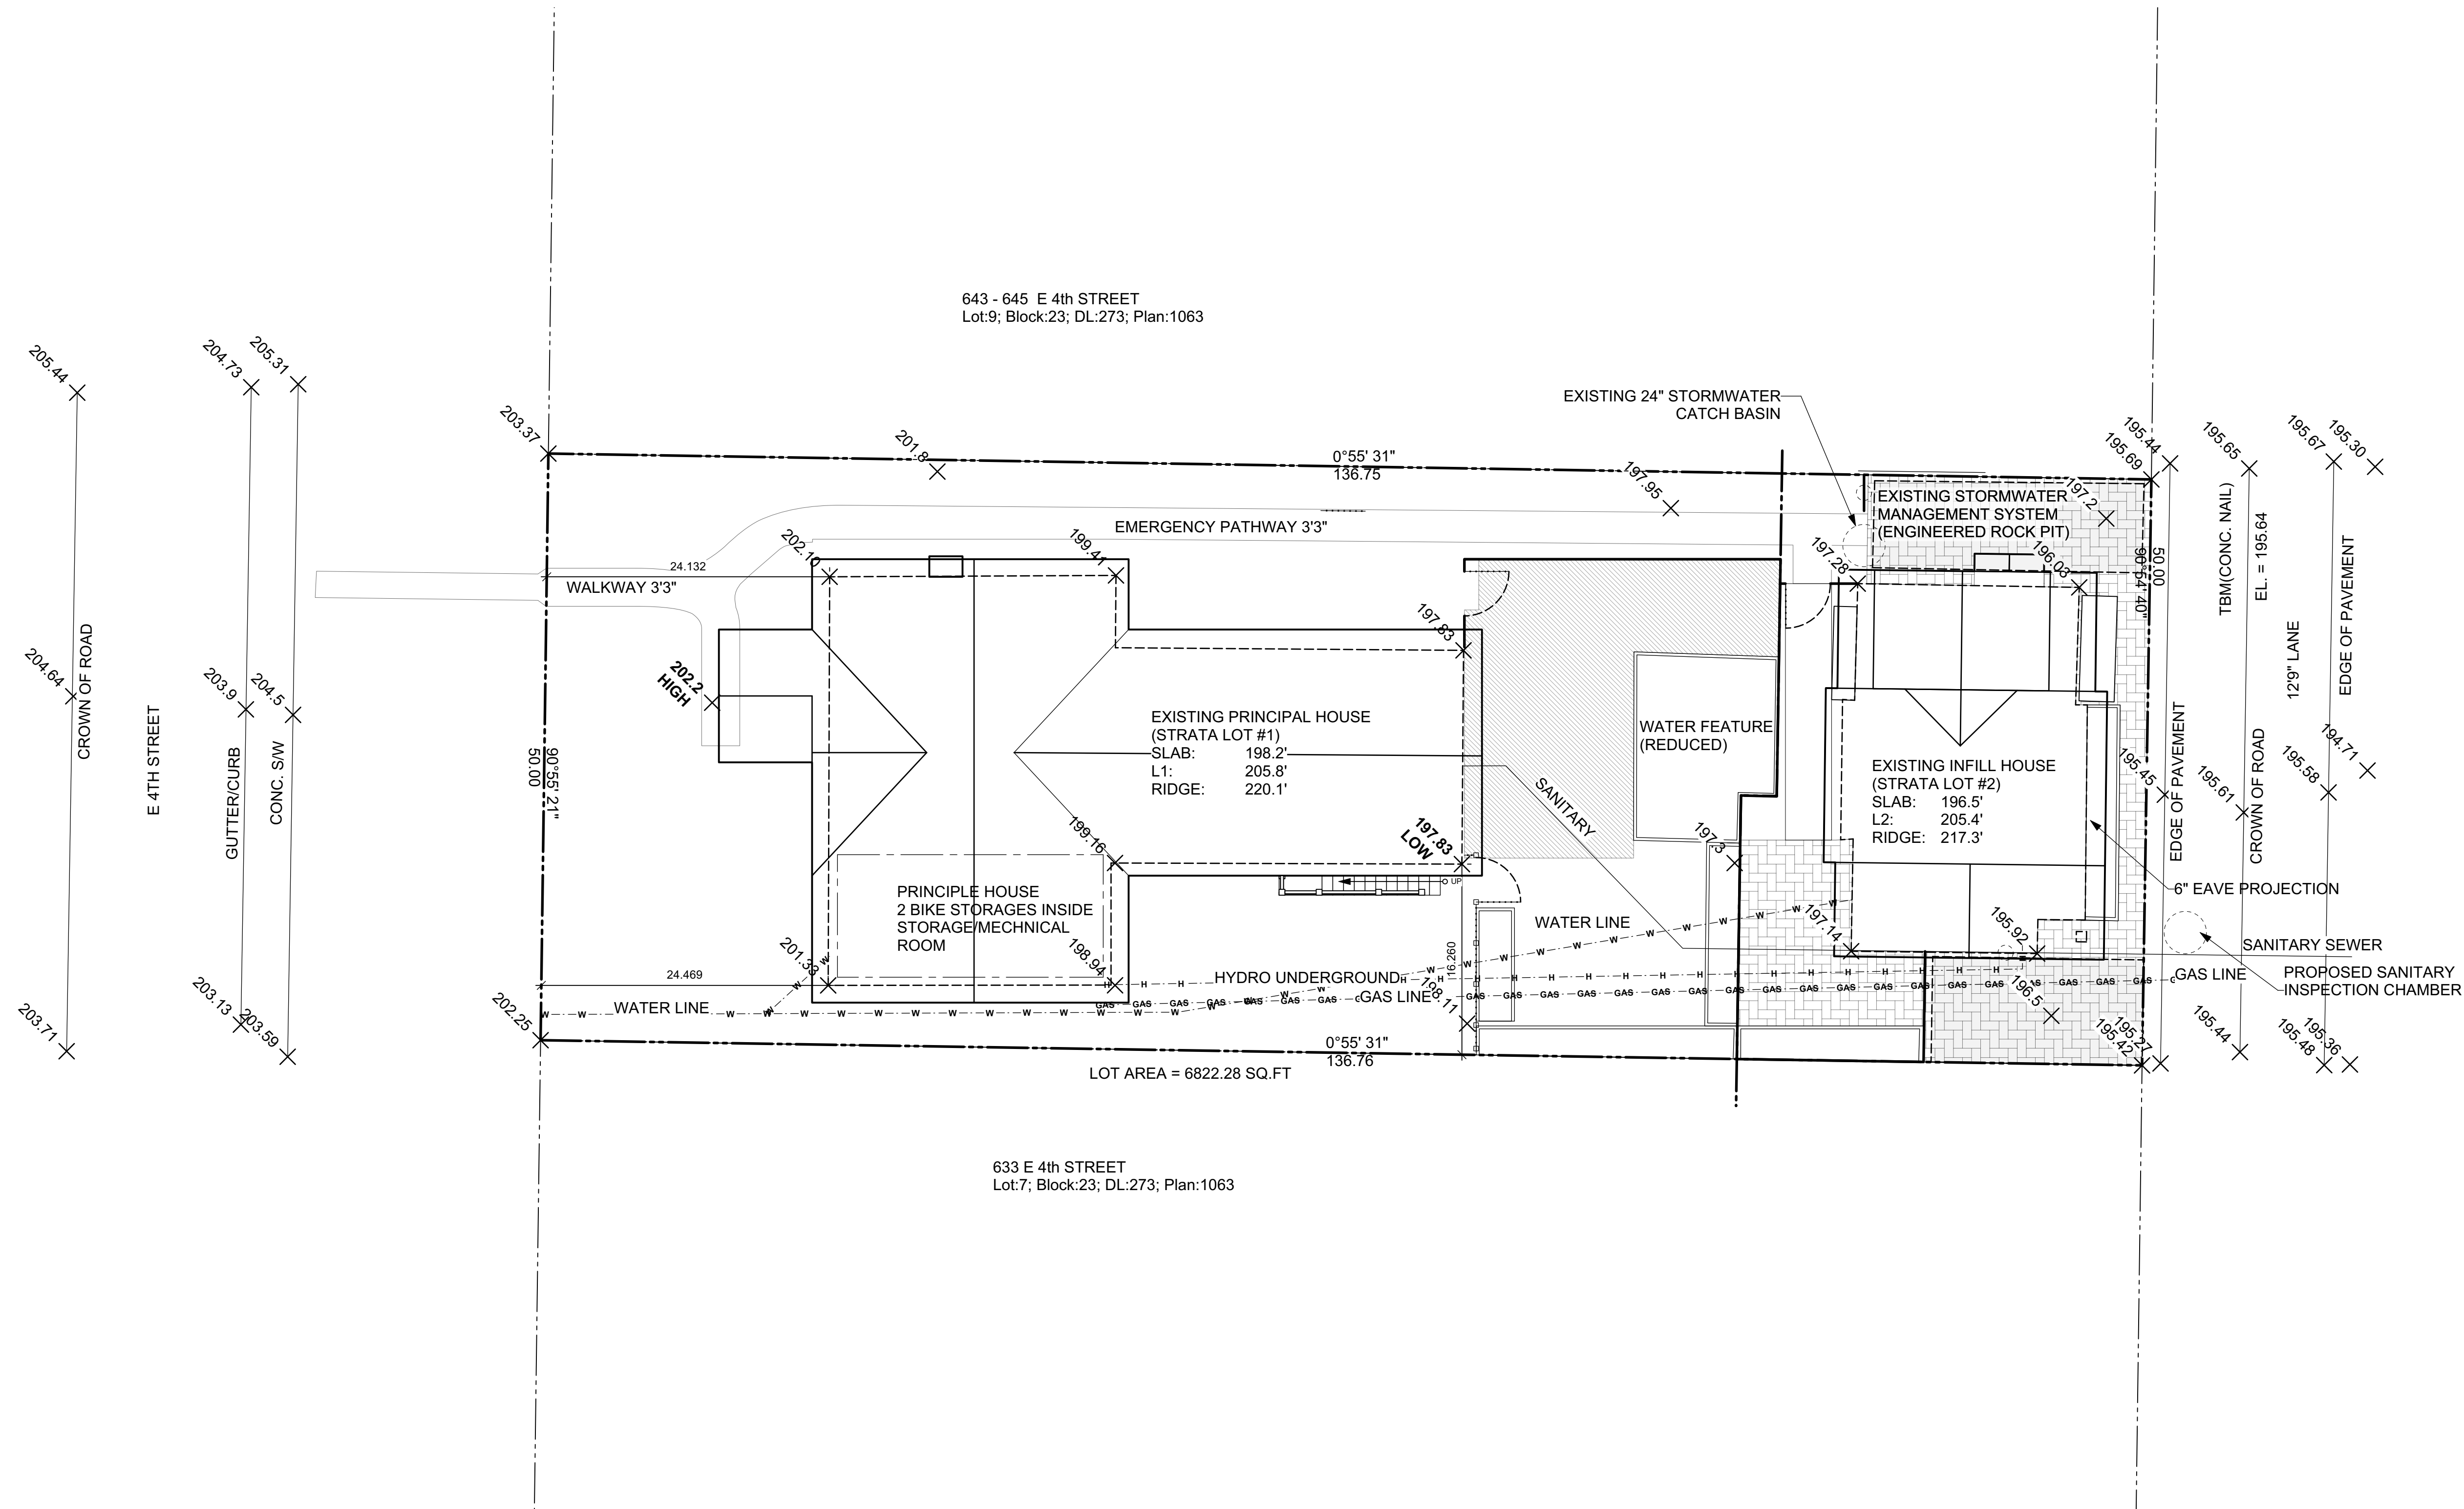 643 - 645 E 4th STREET
Lot:9; Block:23; DL:273; Plan:1063
205.44
204.64
203.71
CROWN OF ROAD
E 4TH STREET
204.73
203.9
203.13
GUTTER/CURB
205.31
204.5
203.59
CONC. S/W
203.37
201.8
0°55' 31"
136.75
197.95
EXISTING 24" STORMWATER
CATCH BASIN
EMERGENCY PATHWAY 3'3"
24.132
WALKWAY 3'3"
202.10
199.41
197.83
202.2
HIGH
90°55' 21"
50.00
EXISTING PRINCIPAL HOUSE
(STRATA LOT #1)
SLAB: 198.2'
L1: 205.8'
RIDGE: 220.1'
199.16
197.83
LOW
UP
PRINCIPLE HOUSE
2 BIKE STORAGES INSIDE
STORAGE/MECHNICAL
ROOM
201.33
198.94
24.469
202.25
WATER LINE
HYDRO UNDERGROUND
GAS LINE
16.260
198.11
SANITARY
WATER LINE
WATER FEATURE
(REDUCED)
197.3
EXISTING STORMWATER
MANAGEMENT SYSTEM
(ENGINEERED ROCK PIT)
197.2
197.28
196.03
90°54' 40"
50.00
EXISTING INFILL HOUSE
(STRATA LOT #2)
SLAB: 196.5'
L2: 205.4'
RIDGE: 217.3'
197.14
195.92
196.5
195.44
195.69
195.45
195.27
195.42
EDGE OF PAVEMENT
195.65
195.61
195.44
TBM(CONC. NAIL)
EL. = 195.64
CROWN OF ROAD
12'9" LANE
195.67
195.58
195.48
EDGE OF PAVEMENT
195.30
194.71
195.36
6" EAVE PROJECTION
SANITARY SEWER
GAS LINE
PROPOSED SANITARY
INSPECTION CHAMBER
0°55' 31"
136.76
LOT AREA = 6822.28 SQ.FT
633 E 4th STREET
Lot:7; Block:23; DL:273; Plan:1063